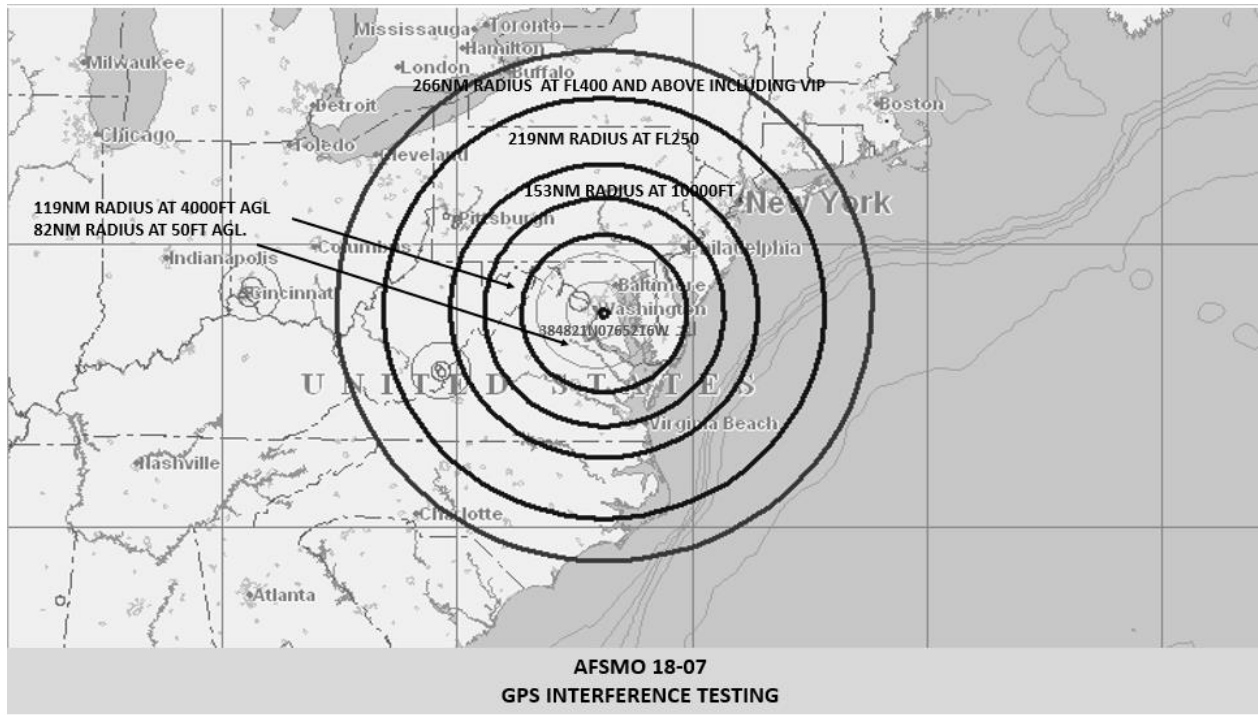 Mississauga
Toronto
Hamilton
Milwaukee
London
Buffalo
266NM RADIUS AT FL400 AND ABOVE INCLUDING VIP
Detroit
Boston
Chicago
219NM RADIUS AT FL250
Toledo
Cleveland
153NM RADIUS AT 10000FT
New York
119NM RADIUS AT 4000FT AGL
82NM RADIUS AT 50FT AGL.
Pittsburgh
Columbus
Philadelphia
Indianapolis
Baltimore
Cincinnat
Washington
384821N0765216W
UNITED STATES
Virginia Beach
Nashville
Charlotte
Atlanta
AFSMO 18-07
GPS INTERFERENCE TESTING